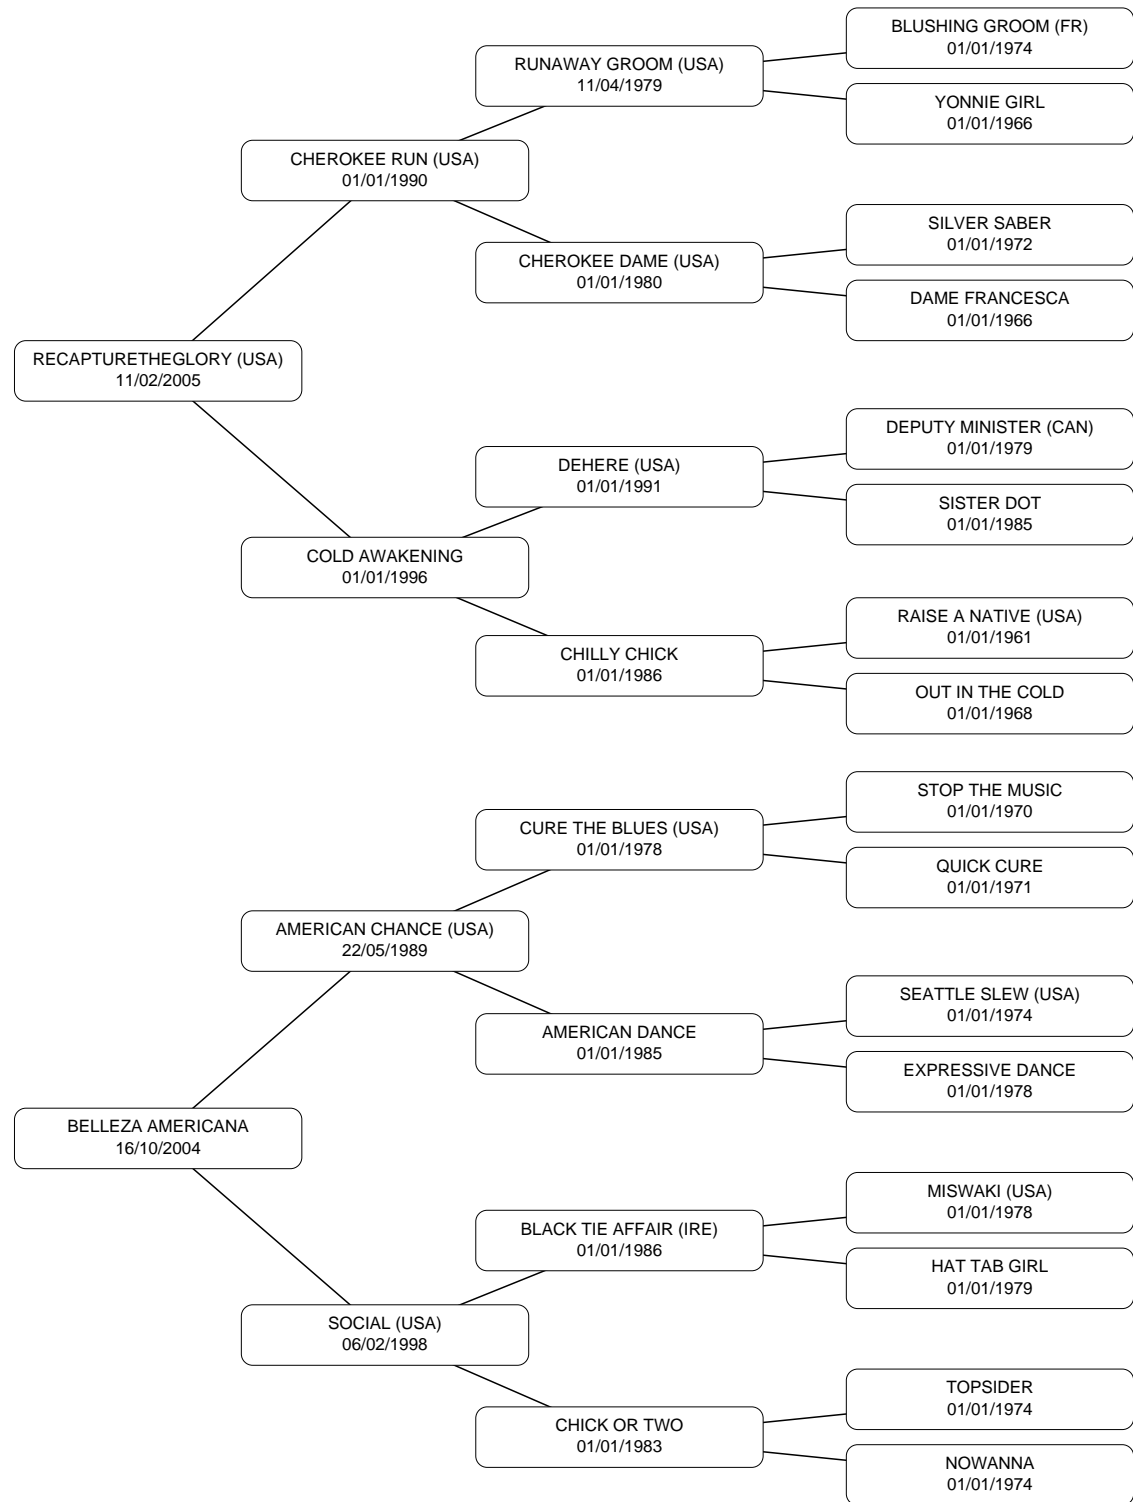 BLUSHING GROOM (FR)
01/01/1974
RUNAWAY GROOM (USA)
11/04/1979
YONNIE GIRL
01/01/1966
CHEROKEE RUN (USA)
01/01/1990
SILVER SABER
01/01/1972
CHEROKEE DAME (USA)
01/01/1980
DAME FRANCESCA
01/01/1966
RECAPTURETHEGLORY (USA)
11/02/2005
DEPUTY MINISTER (CAN)
01/01/1979
DEHERE (USA)
01/01/1991
SISTER DOT
01/01/1985
COLD AWAKENING
01/01/1996
RAISE A NATIVE (USA)
01/01/1961
CHILLY CHICK
01/01/1986
OUT IN THE COLD
01/01/1968
STOP THE MUSIC
01/01/1970
CURE THE BLUES (USA)
01/01/1978
QUICK CURE
01/01/1971
AMERICAN CHANCE (USA)
22/05/1989
SEATTLE SLEW (USA)
01/01/1974
AMERICAN DANCE
01/01/1985
EXPRESSIVE DANCE
01/01/1978
BELLEZA AMERICANA
16/10/2004
MISWAKI (USA)
01/01/1978
BLACK TIE AFFAIR (IRE)
01/01/1986
HAT TAB GIRL
01/01/1979
SOCIAL (USA)
06/02/1998
TOPSIDER
01/01/1974
CHICK OR TWO
01/01/1983
NOWANNA
01/01/1974